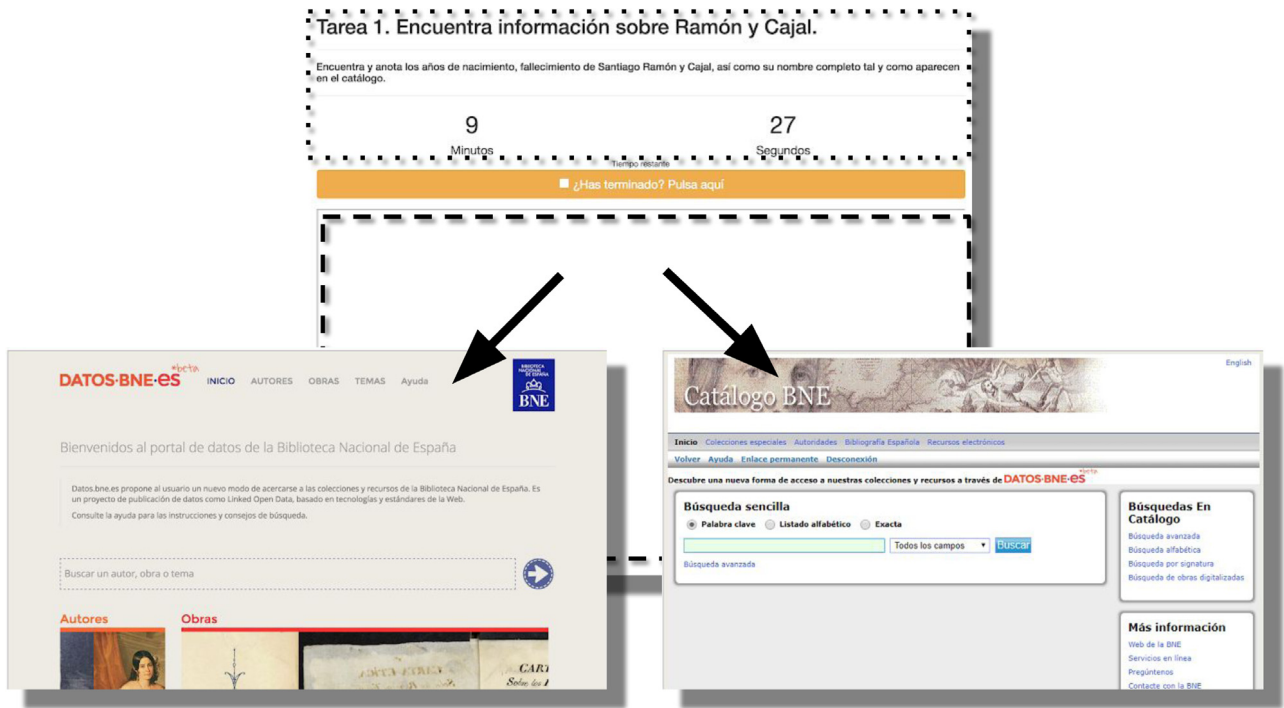 Tarea 1. Encuentra información sobre Ramón y Cajal.
Encuentra y anota los años de nacimiento, fallecimiento de Santiago Ramón y Cajal, así como su nombre completo tal y como aparecen
en el catálogo.
9 27
Minutos Segundos
Tiempo restante
¿Has terminado? Pulsa aquí
*beta
DATOS·BNE·es INICIO AUTORES OBRAS TEMAS Ayuda
BIBLIOTECA
NACIONAL
DE ESPAÑA
BNE
Bienvenidos al portal de datos de la Biblioteca Nacional de España
Datos.bne.es propone al usuario un nuevo modo de acercarse a las colecciones y recursos de la Biblioteca Nacional de España. Es
un proyecto de publicación de datos como Linked Open Data, basado en tecnologías y estándares de la Web.
Consulte la ayuda para las instrucciones y consejos de búsqueda.
Buscar un autor, obra o tema
Autores Obras
CARTA ETICA
CART
Sobre los
English
Catálogo BNE
Inicio Colecciones especiales Autoridades Bibliografía Española Recursos electrónicos
Volver Ayuda Enlace permanente Desconexión
*beta
Descubre una nueva forma de acceso a nuestras colecciones y recursos a través de DATOS·BNE·es
Búsqueda sencilla
Palabra clave Listado alfabético Exacta
Todos los campos Buscar
Búsqueda avanzada
Búsquedas En
Catálogo
Búsqueda avanzada
Búsqueda alfabética
Búsqueda por signatura
Búsqueda de obras digitalizadas
Más información
Web de la BNE
Servicios en línea
Pregúntenos
Contacte con la BNE